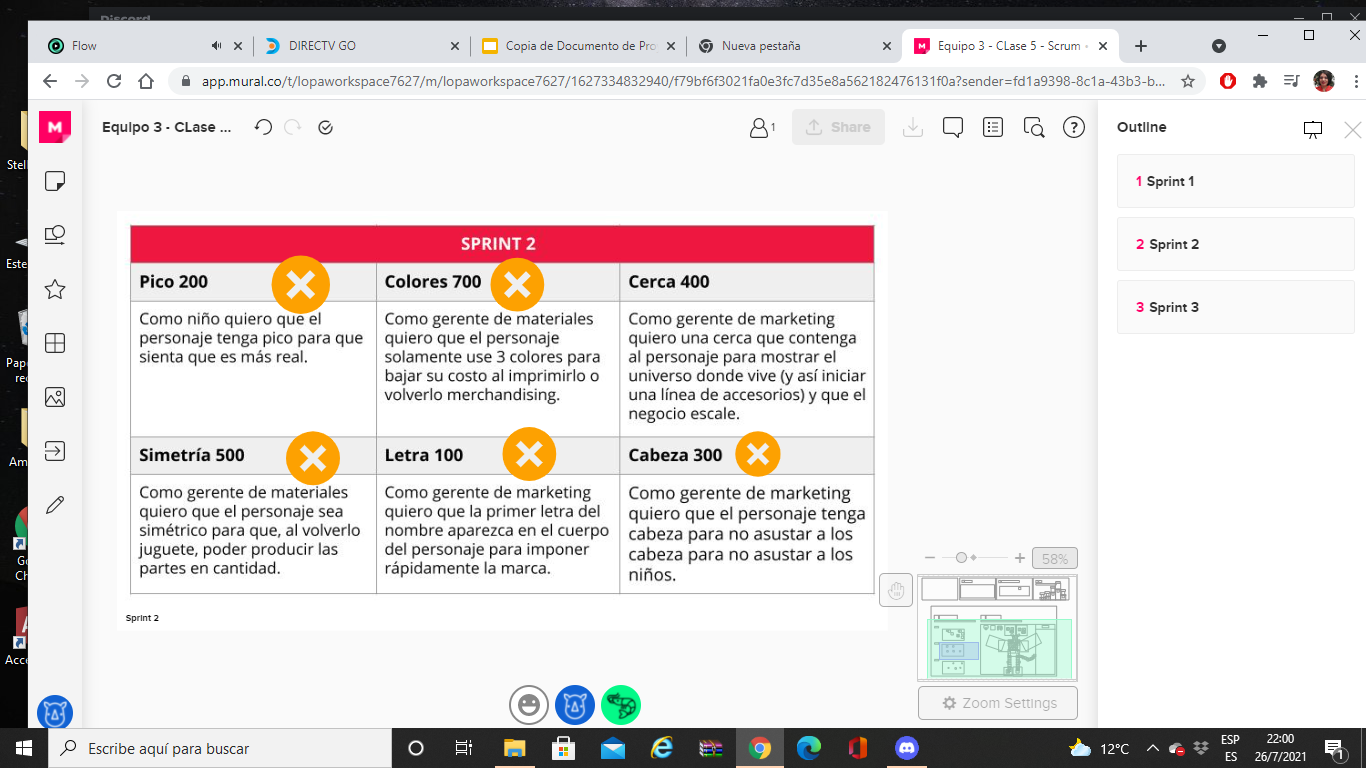 Discord
Flow
DIRECTV GO
Copia de Documento de Pro
Nueva pestaña
Equipo 3 - CLase 5 - Scrum
app.mural.co/t/lopaworkspace7627/m/lopaworkspace7627/1627334832940/f79bf6f3021fa0e3fc7d35e8a562182476131f0a?sender=fd1a9398-8c1a-43b3-b...
M
Equipo 3 - CLase ...
1
Share
?
Outline
1 Sprint 1
2 Sprint 2
3 Sprint 3
SPRINT 2
Pico 200
Colores 700
Cerca 400
Como niño quiero que el
personaje tenga pico para que
sienta que es más real.
Como gerente de materiales
quiero que el personaje
solamente use 3 colores para
bajar su costo al imprimirlo o
volverlo merchandising.
Como gerente de marketing
quiero una cerca que contenga
al personaje para mostrar el
universo donde vive (y así iniciar
una línea de accesorios) y que el
negocio escale.
Simetría 500
Letra 100
Cabeza 300
Como gerente de materiales
quiero que el personaje sea
simétrico para que, al volverlo
juguete, poder producir las
partes en cantidad.
Como gerente de marketing
quiero que la primer letra del
nombre aparezca en el cuerpo
del personaje para imponer
rápidamente la marca.
Como gerente de marketing
quiero que el personaje tenga
cabeza para no asustar a los
cabeza para no asustar a los
niños.
Sprint 2
58%
Zoom Settings
Stell
Este
Pape
rec
Am
Go
Ch
Acce
Escribe aquí para buscar
12°C
ESP
ES
22:00
26/7/2021
1